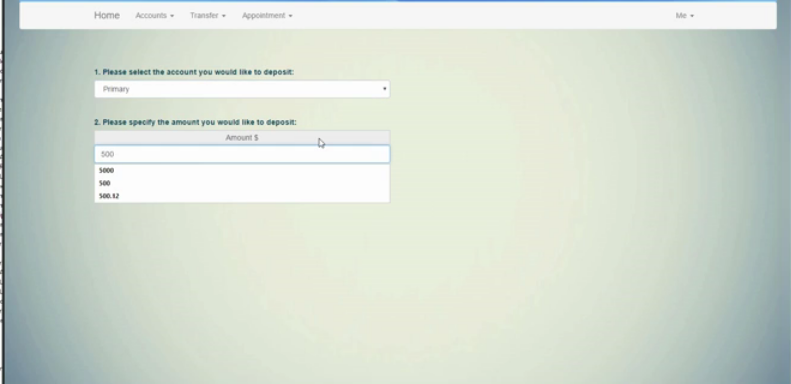 Home Accounts Transfer Appointment Me
1. Please select the account you would like to deposit:
Primary
2. Please specify the amount you would like to deposit:
Amount $
500
5000
500
500.12